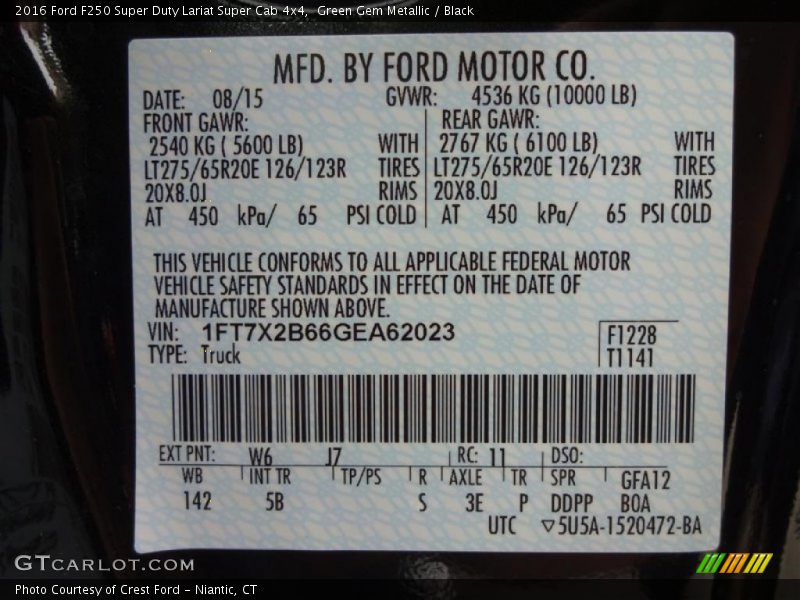 2016 Ford F250 Super Duty Lariat Super Cab 4x4, Green Gem Metallic / Black
MFD. BY FORD MOTOR CO.
DATE: 08/15 GVWR: 4536 KG (10000 LB)
FRONT GAWR: REAR GAWR:
2540 KG ( 5600 LB) WITH 2767 KG ( 6100 LB) WITH
LT275/65R20E 126/123R TIRES LT275/65R20E 126/123R TIRES
20X8.0J RIMS 20X8.0J RIMS
AT 450 kPa/ 65 PSI COLD AT 450 kPa/ 65 PSI COLD
THIS VEHICLE CONFORMS TO ALL APPLICABLE FEDERAL MOTOR
VEHICLE SAFETY STANDARDS IN EFFECT ON THE DATE OF
MANUFACTURE SHOWN ABOVE.
VIN: 1FT7X2B66GEA62023 F1228
TYPE: Truck T1141
EXT PNT: W6 J7 RC: 11 DSO:
WB INT TR TP/PS R AXLE TR SPR GFA12
142 5B S 3E P DDPP BOA
UTC ▽5U5A-1520472-BA
GTCARLOT.COM
Photo Courtesy of Crest Ford - Niantic, CT